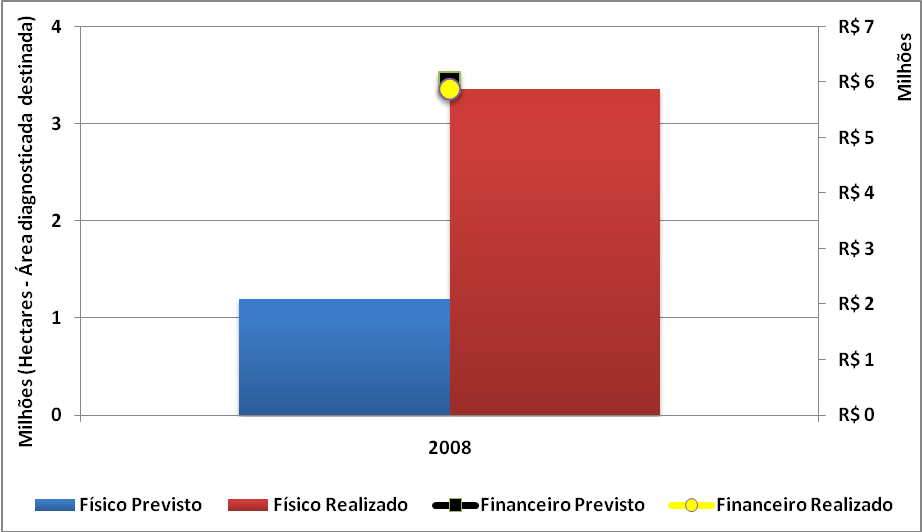 Milhões (Hectares - Área diagnosticada destinada)
4
3
2
1
0
R$ 7
R$ 6
R$ 5
R$ 4
R$ 3
R$ 2
R$ 1
R$ 0
Milhões
2008
Físico Previsto
Físico Realizado
Financeiro Previsto
Financeiro Realizado